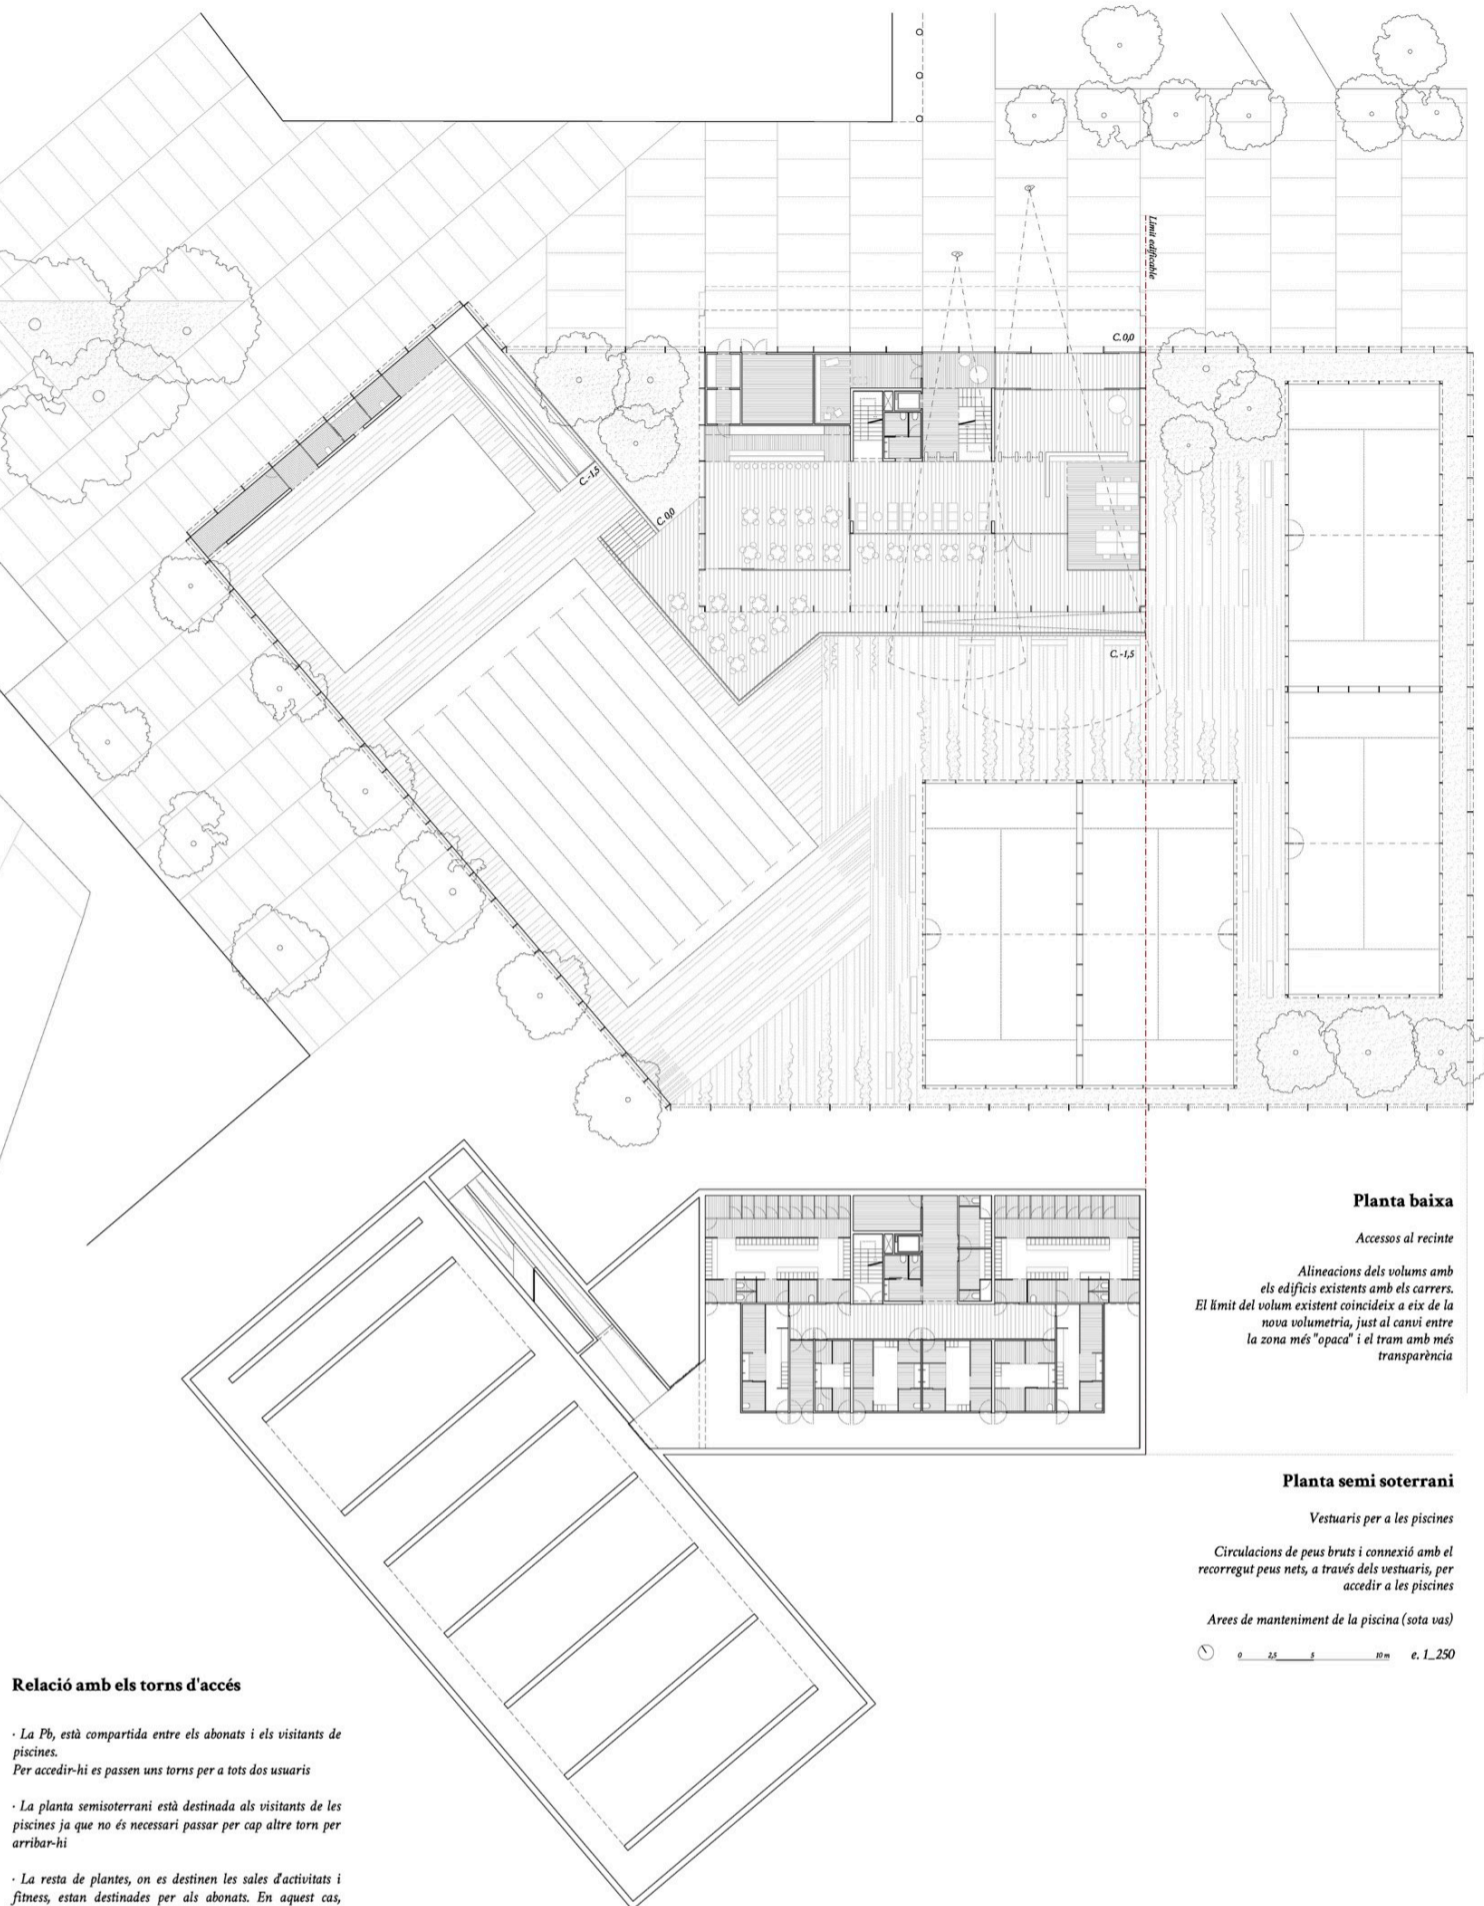 Límit edificable
C. 0,0
C. -1,5
C. 0,0
C. -1,5
Planta baixa
Accessos al recinte
Alineacions dels volums amb
els edificis existents amb els carrers.
El límit del volum existent coincideix a eix de la
nova volumetria, just al canvi entre
la zona més "opaca" i el tram amb més
transparència
Planta semi soterrani
Vestuaris per a les piscines
Circulacions de peus bruts i connexió amb el
recorregut peus nets, a través dels vestuaris, per
accedir a les piscines
Arees de manteniment de la piscina (sota vas)
0 2,5 5 10 m e. 1_250
Relació amb els torns d'accés
· La Pb, està compartida entre els abonats i els visitants de
piscines.
Per accedir-hi es passen uns torns per a tots dos usuaris
· La planta semisoterrani està destinada als visitants de les
piscines ja que no és necessari passar per cap altre torn per
arribar-hi
· La resta de plantes, on es destinen les sales d'activitats i
fitness, estan destinades per als abonats. En aquest cas,